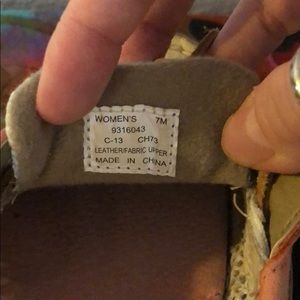 WOMEN'S 7M
9316043
C-13 CH73
LEATHER/FABRIC UPPER
MADE IN CHINA